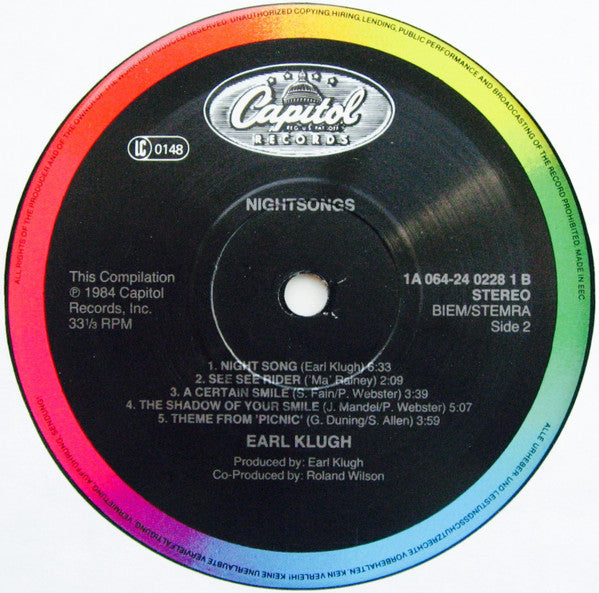 ALL RIGHTS OF THE PRODUCER AND OF THE OWNER OF THE WORK REPRODUCED RESERVED. UNAUTHORIZED COPYING, HIRING, LENDING, PUBLIC PERFORMANCE AND BROADCASTING OF THE RECORD PROHIBITED. MADE IN EEC.
Capitol
REG. U.S. PAT. OFF.
RECORDS
LC 0148
NIGHTSONGS
This Compilation
℗ 1984 Capitol
Records, Inc.
33⅓ RPM
1A 064-24 0228 1 B
STEREO
BIEM/STEMRA
Side 2
1. NIGHT SONG (Earl Klugh) 6:33
2. SEE SEE RIDER ('Ma' Rainey) 2:09
3. A CERTAIN SMILE (S. Fain/P. Webster) 3:39
4. THE SHADOW OF YOUR SMILE (J. Mandel/P. Webster) 5:07
5. THEME FROM 'PICNIC' (G. Duning/S. Allen) 3:59
EARL KLUGH
Produced by: Earl Klugh
Co-Produced by: Roland Wilson
ALLE URHEBER- UND LEISTUNGSSCHUTZRECHTE VORBEHALTEN. KEIN VERLEIH! KEINE UNERLAUBTE VERVIELFÄLTIGUNG, VERMIETUNG, AUFFÜHRUNG, SENDUNG!